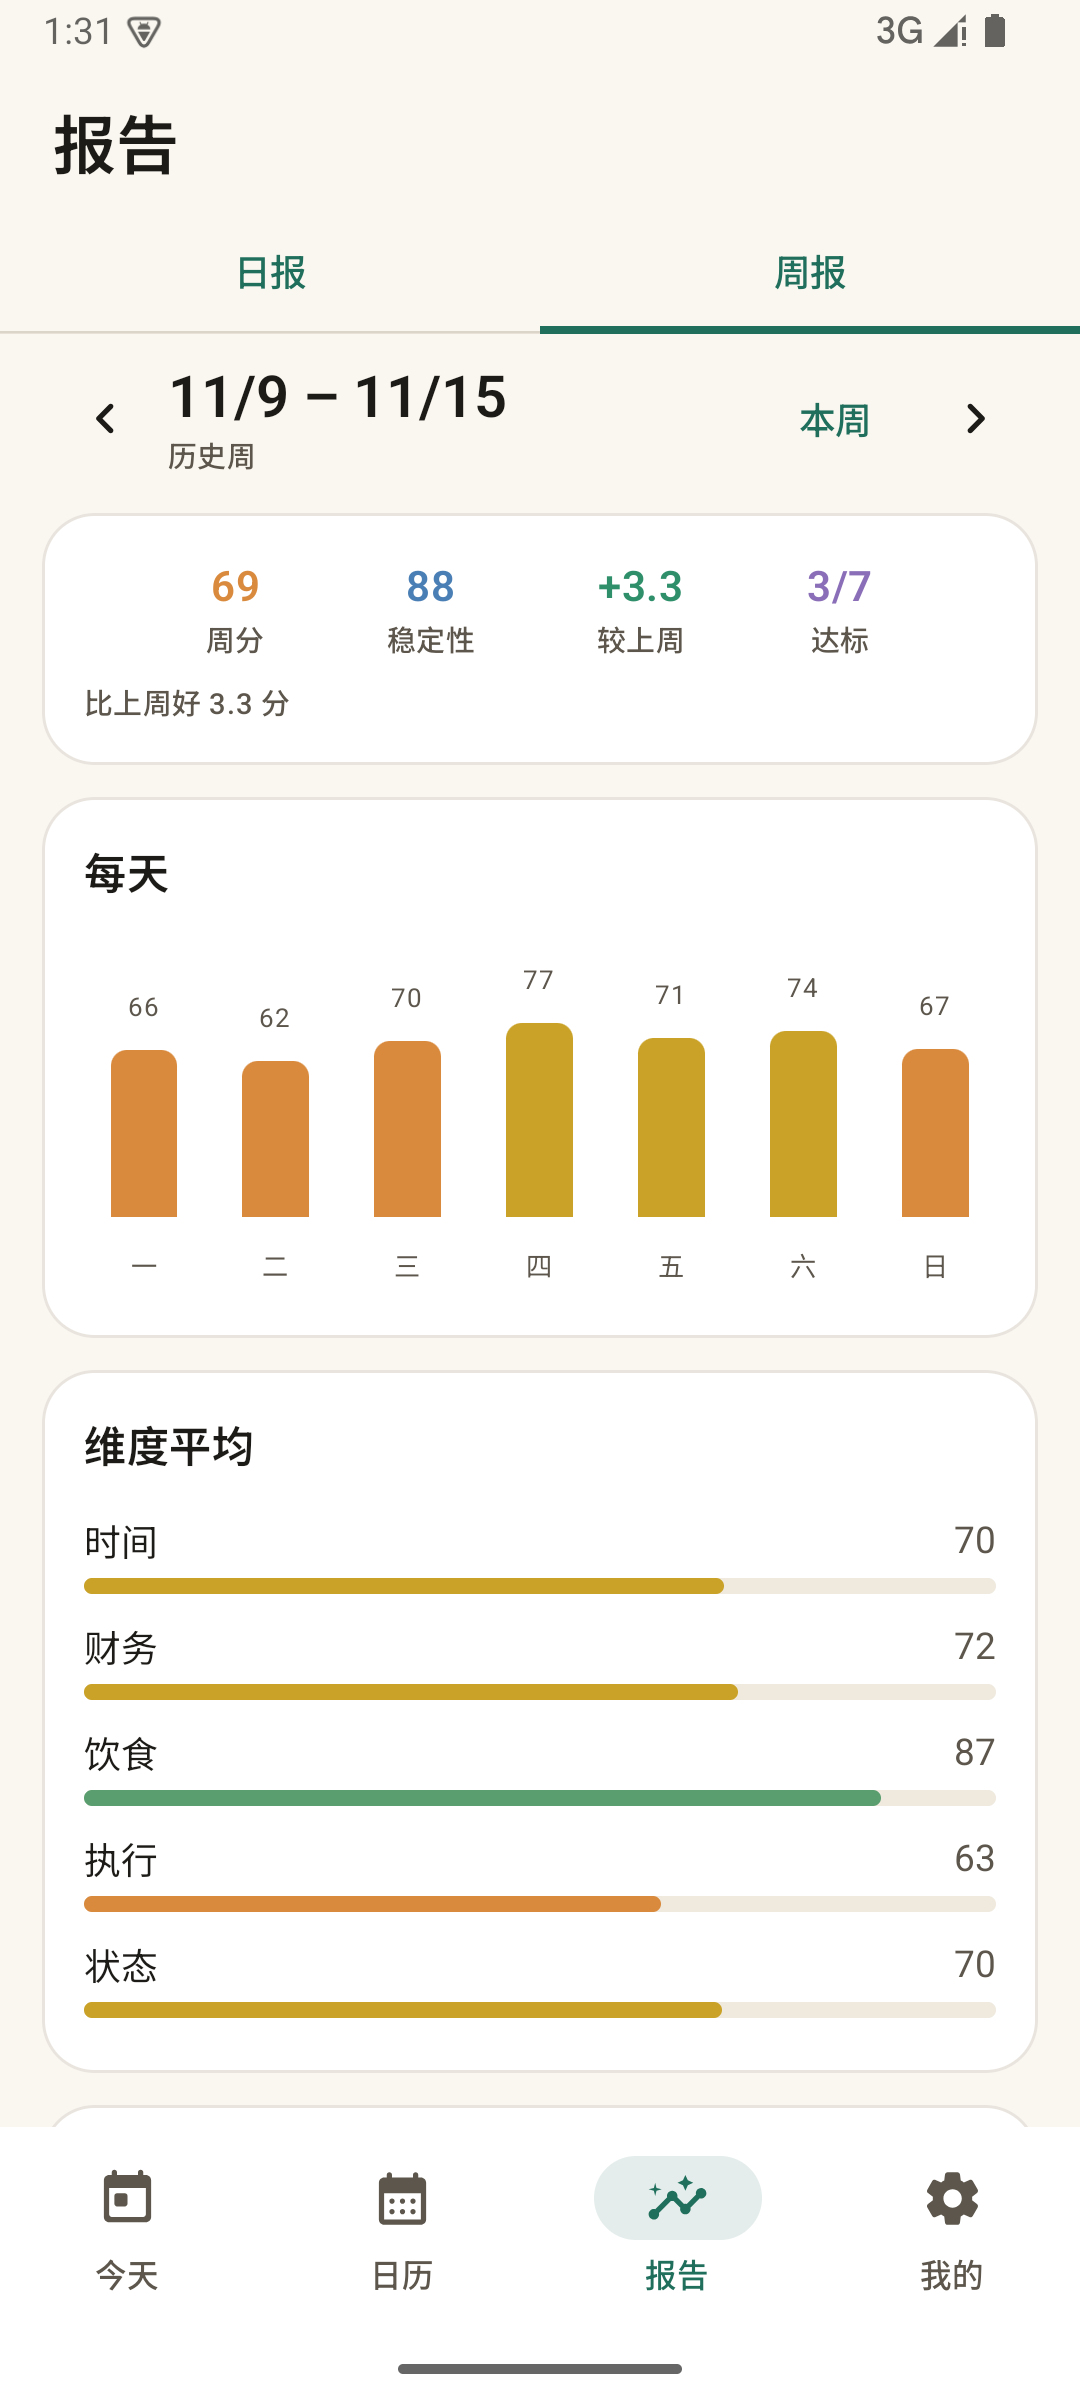 1:31
3G
报告
日报 周报
11/9 – 11/15
历史周
本周
69 88 +3.3 3/7
周分 稳定性 较上周 达标
比上周好 3.3 分
每天
66 62 70 77 71 74 67
一 二 三 四 五 六 日
维度平均
时间 70
财务 72
饮食 87
执行 63
状态 70
今天 日历 报告 我的